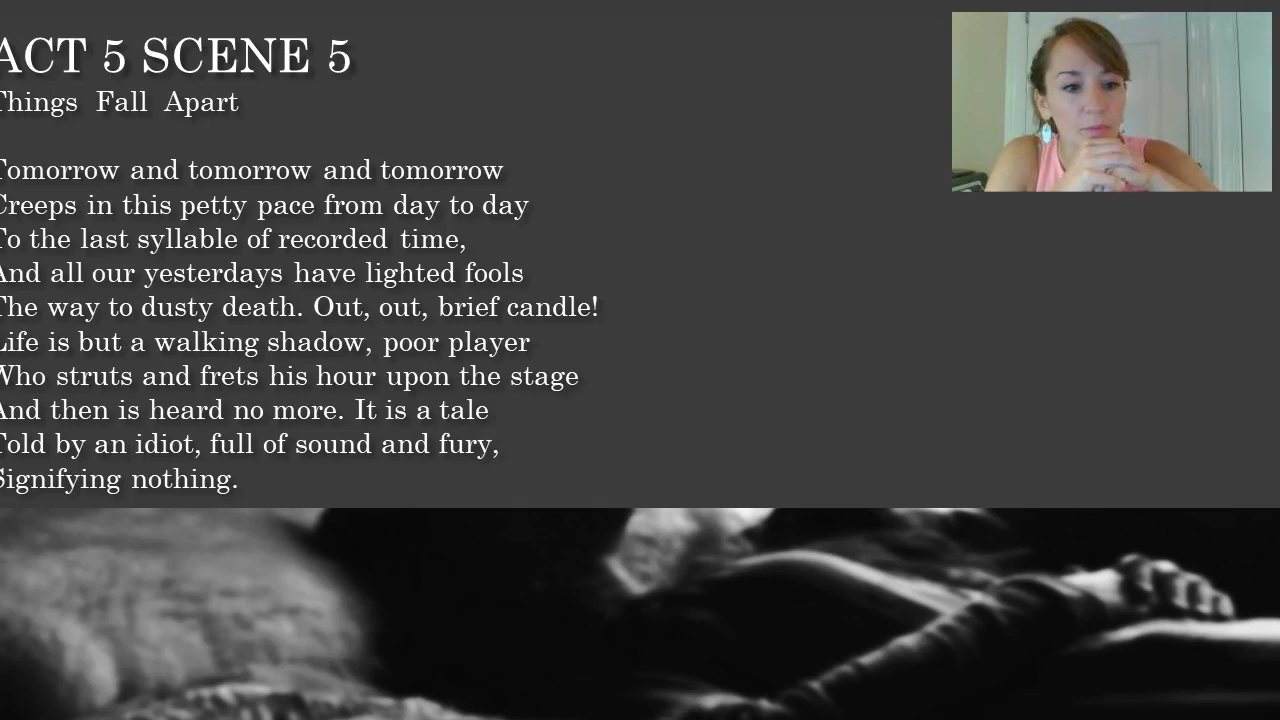 ACT 5 SCENE 5
Things Fall Apart
Tomorrow and tomorrow and tomorrow
Creeps in this petty pace from day to day
To the last syllable of recorded time,
And all our yesterdays have lighted fools
The way to dusty death. Out, out, brief candle!
Life is but a walking shadow, poor player
Who struts and frets his hour upon the stage
And then is heard no more. It is a tale
Told by an idiot, full of sound and fury,
Signifying nothing.